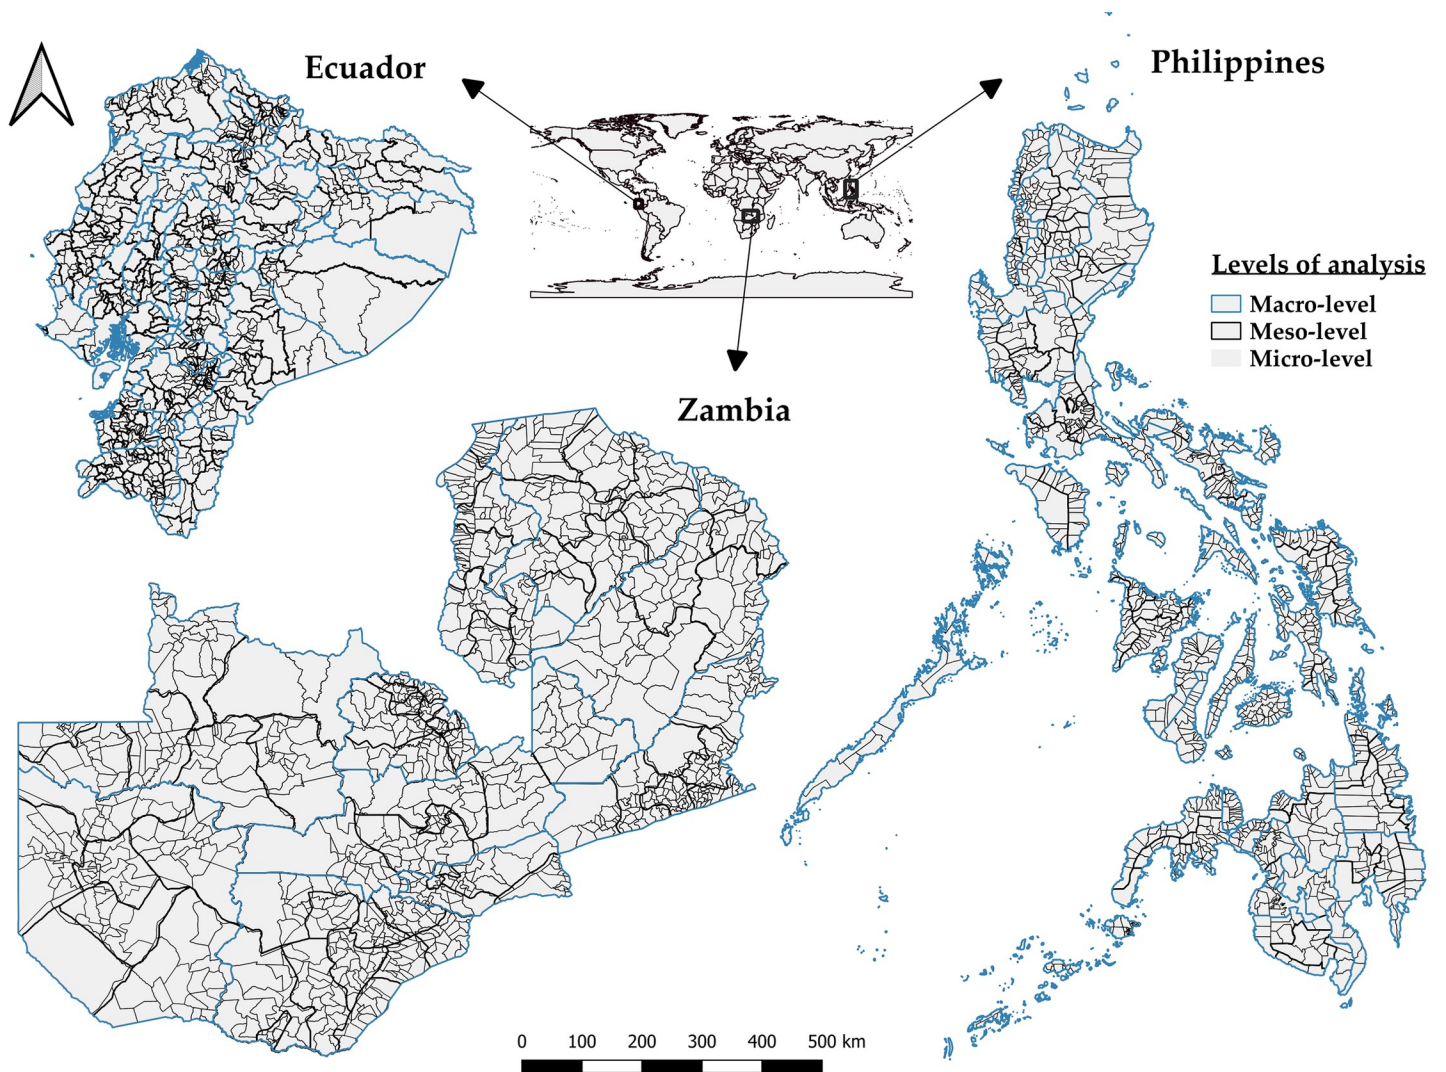 Ecuador
Philippines
Levels of analysis
Macro-level
Meso-level
Micro-level
Zambia
0 100 200 300 400 500 km